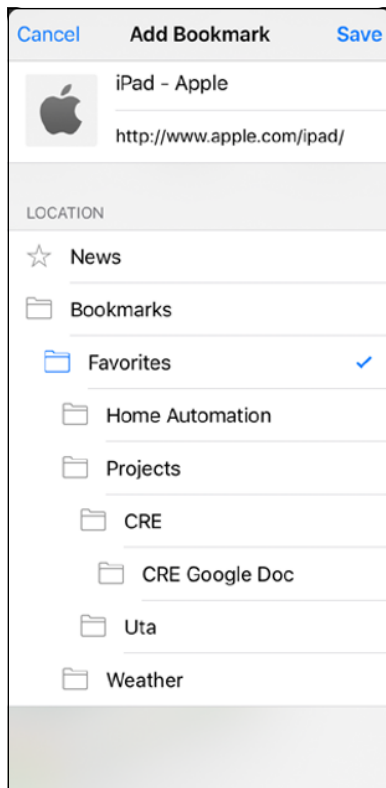 Cancel Add Bookmark Save
iPad - Apple
http://www.apple.com/ipad/
LOCATION
News
Bookmarks
Favorites
Home Automation
Projects
CRE
CRE Google Doc
Uta
Weather